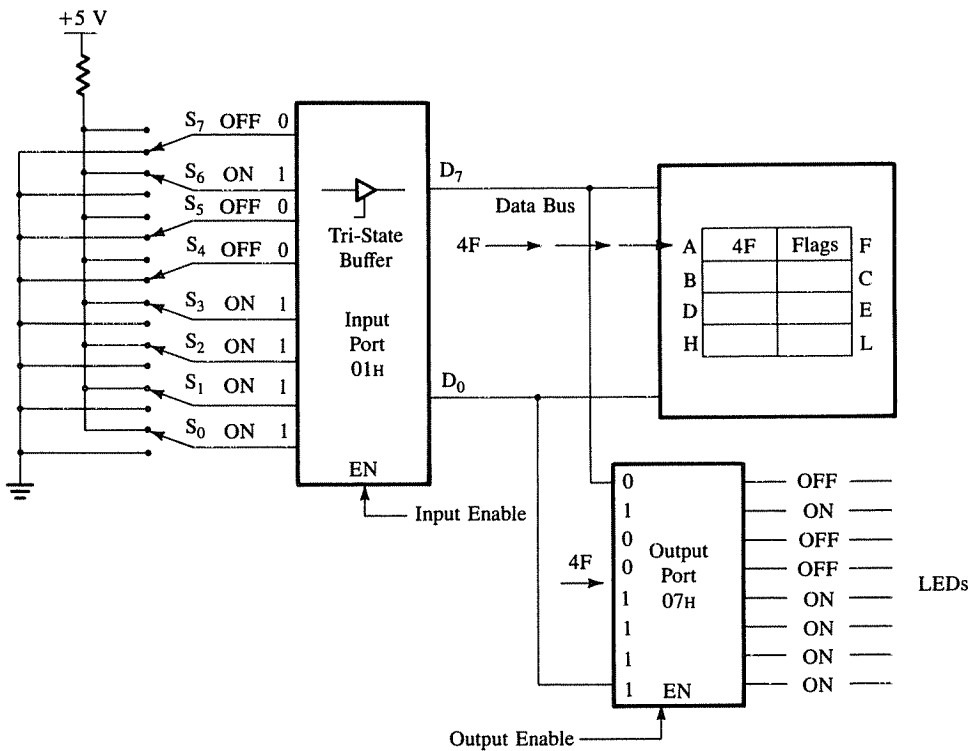 +5 V
S7 OFF 0
S6 ON 1
S5 OFF 0
S4 OFF 0
S3 ON 1
S2 ON 1
S1 ON 1
S0 ON 1
Tri-State
Buffer
Input
Port
01H
EN
Input Enable
D7
Data Bus
4F
D0
A 4F Flags F
B C
D E
H L
4F
0
1
0
0
1
1
1
1
Output
Port
07H
EN
Output Enable
OFF
ON
OFF
OFF
ON
ON
ON
ON
LEDs